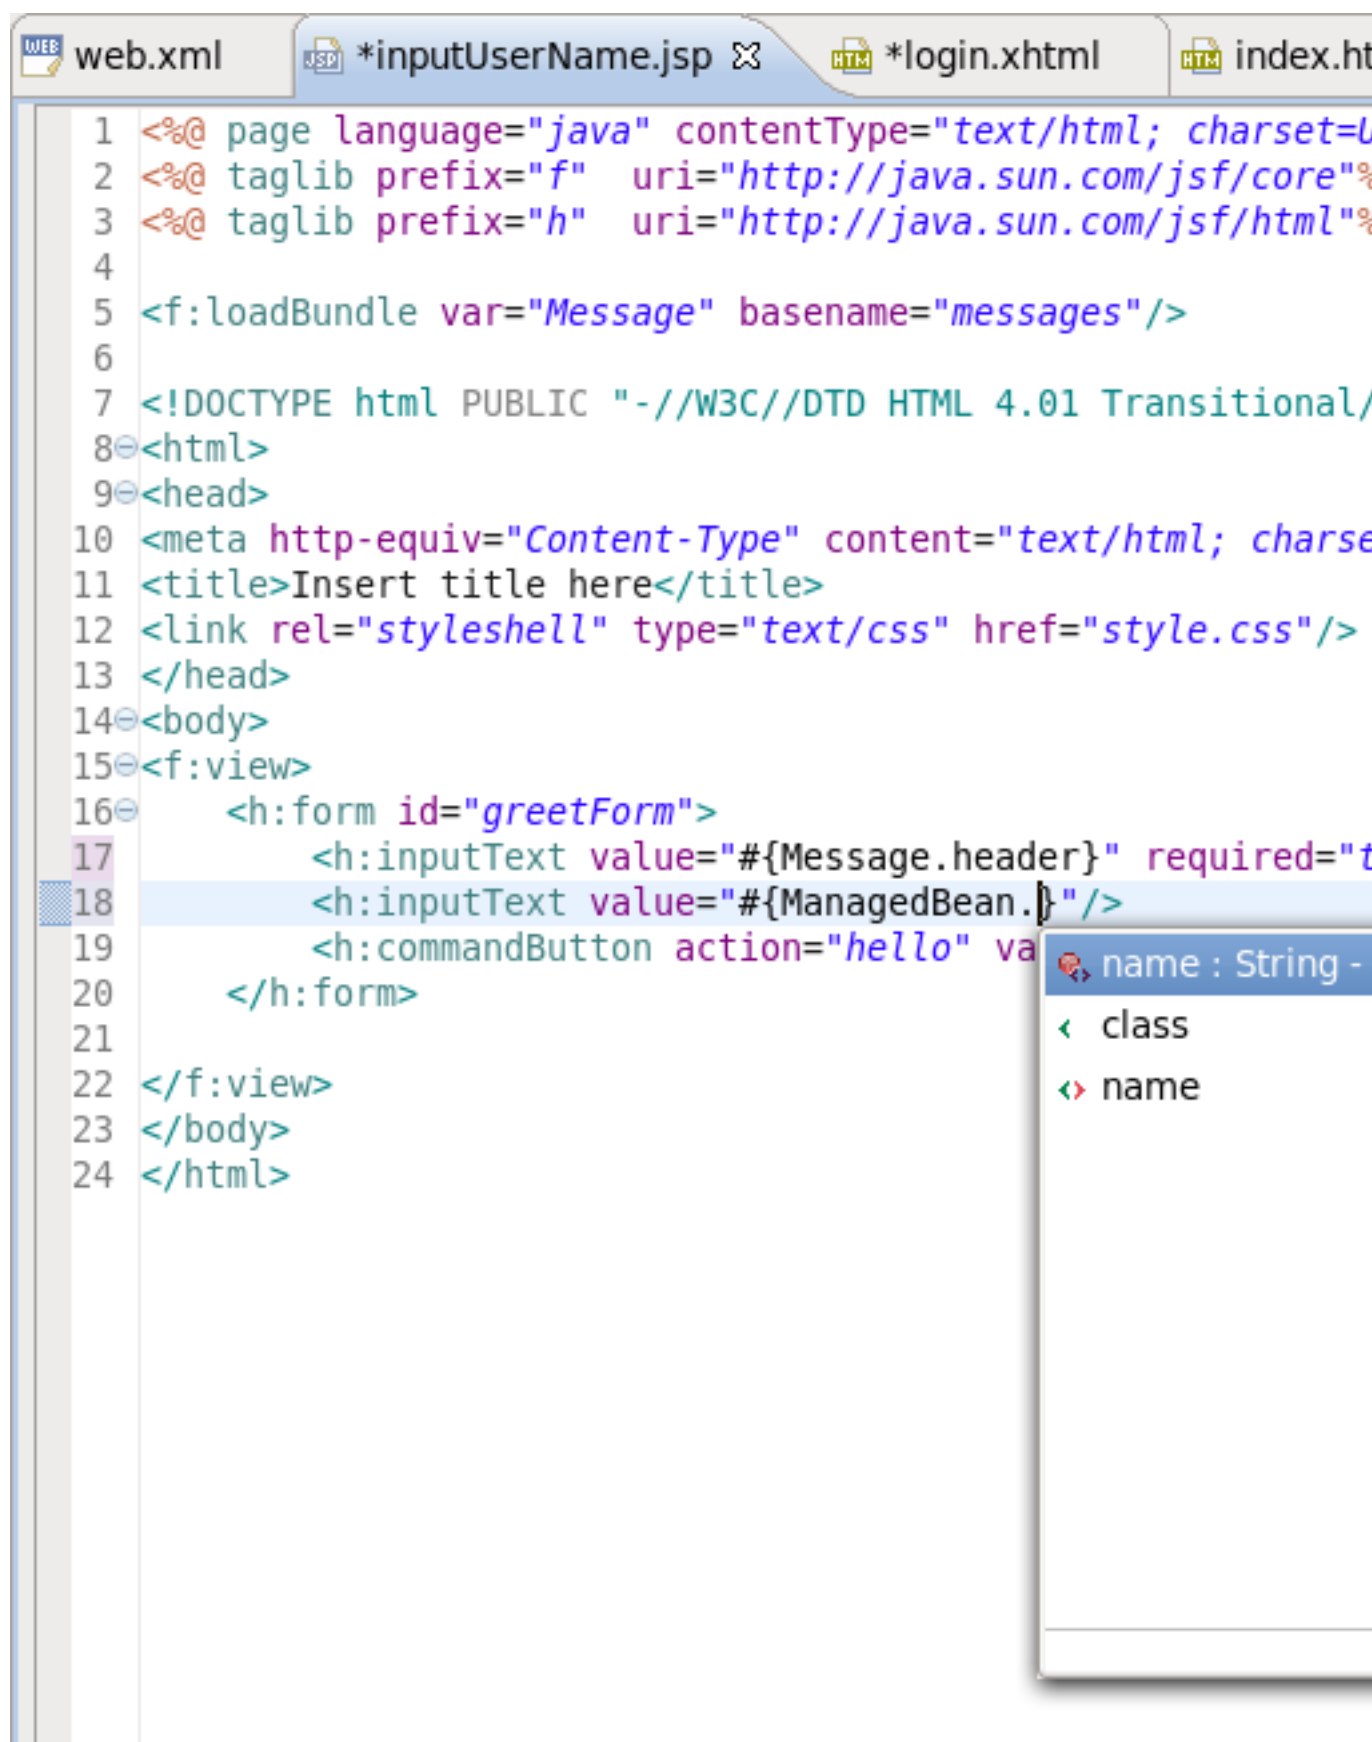 web.xml *inputUserName.jsp *login.xhtml index.ht
1 <%@ page language="java" contentType="text/html; charset=U
2 <%@ taglib prefix="f"  uri="http://java.sun.com/jsf/core"%
3 <%@ taglib prefix="h"  uri="http://java.sun.com/jsf/html"%
4
5 <f:loadBundle var="Message" basename="messages"/>
6
7 <!DOCTYPE html PUBLIC "-//W3C//DTD HTML 4.01 Transitional/
8 <html>
9 <head>
10 <meta http-equiv="Content-Type" content="text/html; charse
11 <title>Insert title here</title>
12 <link rel="styleshell" type="text/css" href="style.css"/>
13 </head>
14 <body>
15 <f:view>
16     <h:form id="greetForm">
17         <h:inputText value="#{Message.header}" required="t
18         <h:inputText value="#{ManagedBean.}"/>
19         <h:commandButton action="hello" va
20     </h:form>
21
22 </f:view>
23 </body>
24 </html>
name : String -
class
name